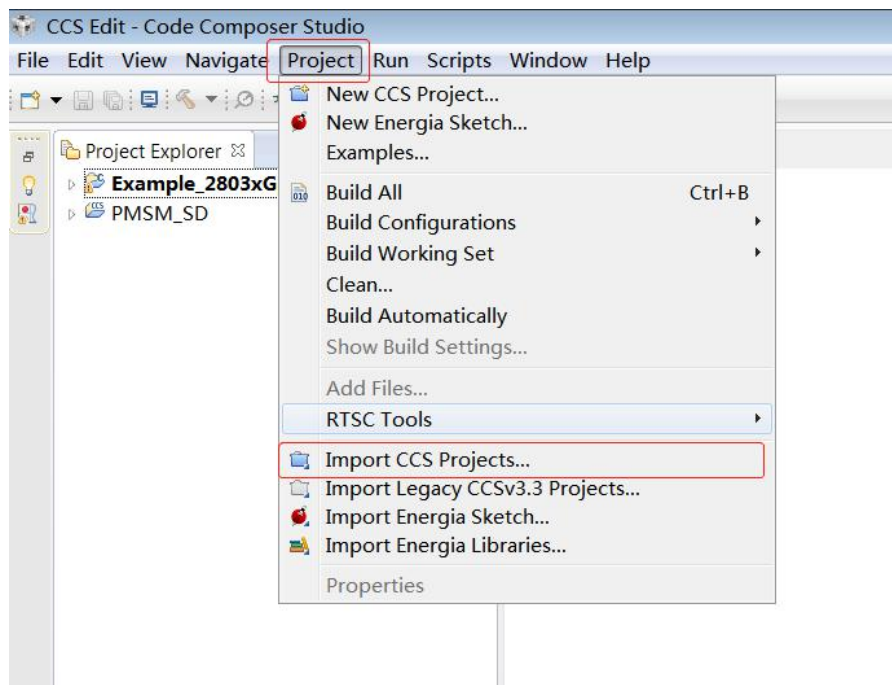 CCS Edit - Code Composer Studio
File Edit View Navigate Project Run Scripts Window Help
Project Explorer
Example_2803xG
PMSM_SD
New CCS Project...
New Energia Sketch...
Examples...
Build All Ctrl+B
Build Configurations
Build Working Set
Clean...
Build Automatically
Show Build Settings...
Add Files...
RTSC Tools
Import CCS Projects...
Import Legacy CCSv3.3 Projects...
Import Energia Sketch...
Import Energia Libraries...
Properties